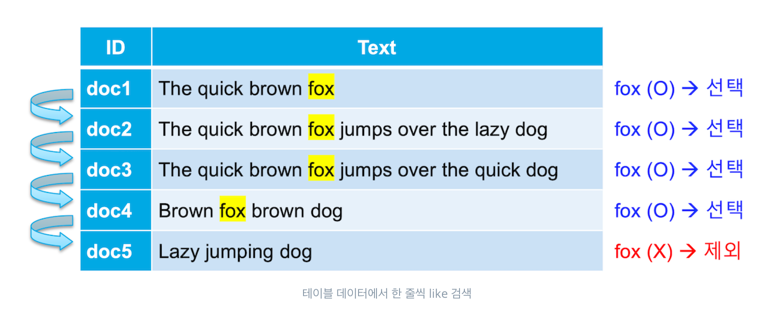 ID Text
doc1 The quick brown fox fox (O) → 선택
doc2 The quick brown fox jumps over the lazy dog fox (O) → 선택
doc3 The quick brown fox jumps over the quick dog fox (O) → 선택
doc4 Brown fox brown dog fox (O) → 선택
doc5 Lazy jumping dog fox (X) → 제외
테이블 데이터에서 한 줄씩 like 검색